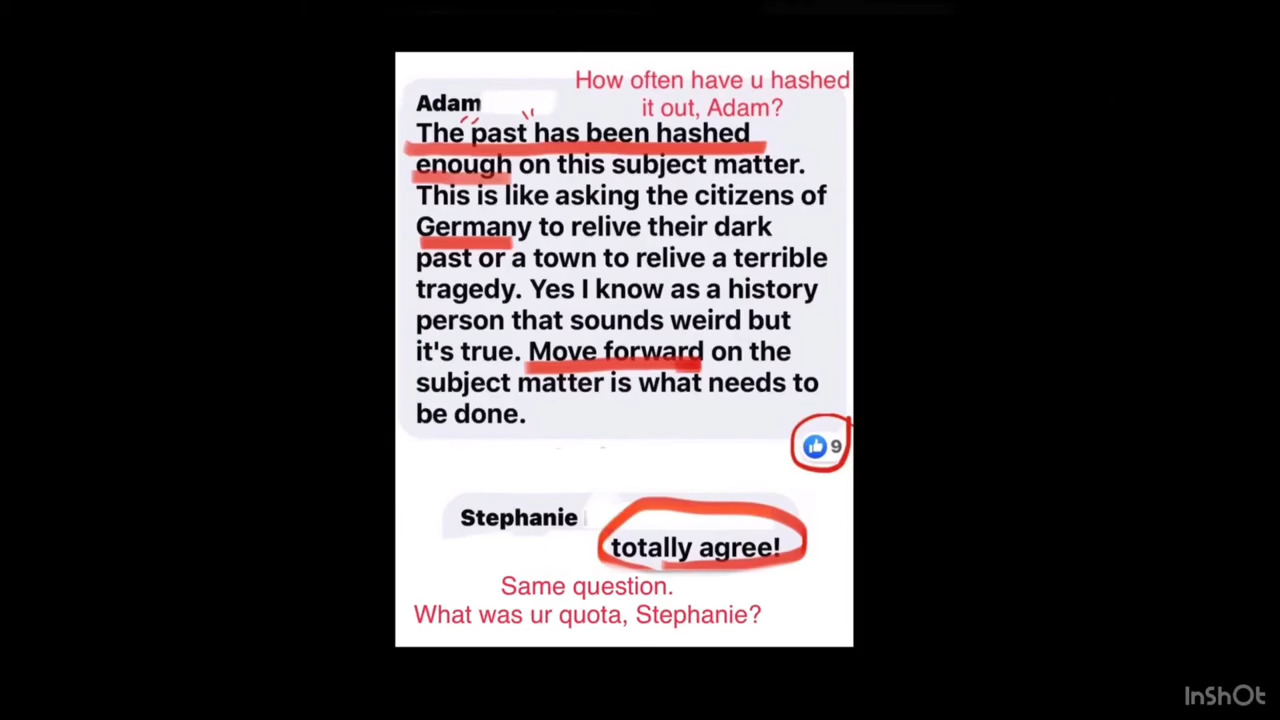 How often have u hashed
it out, Adam?
Adam
The past has been hashed
enough on this subject matter.
This is like asking the citizens of
Germany to relive their dark
past or a town to relive a terrible
tragedy. Yes I know as a history
person that sounds weird but
it's true. Move forward on the
subject matter is what needs to
be done.
9
Stephanie
totally agree!
Same question.
What was ur quota, Stephanie?
InShOt